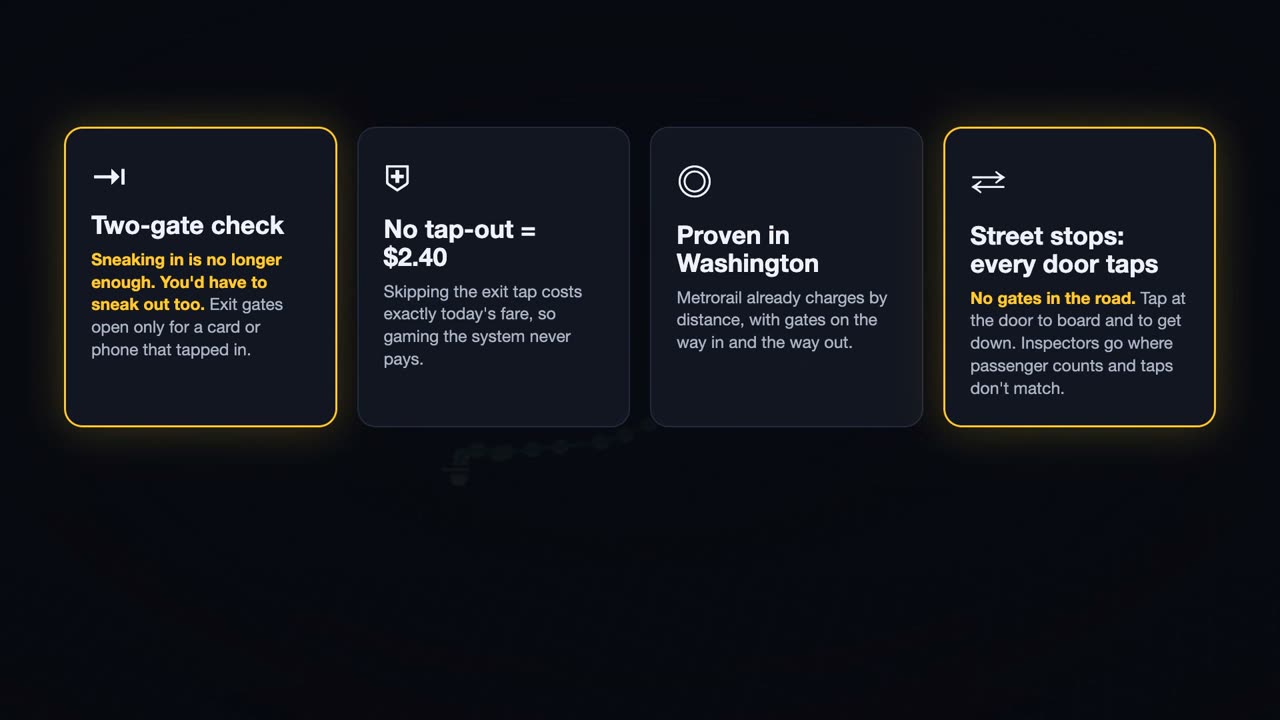 Two-gate check
Sneaking in is no longer
enough. You'd have to
sneak out too. Exit gates
open only for a card or
phone that tapped in.
No tap-out =
$2.40
Skipping the exit tap costs
exactly today's fare, so
gaming the system never
pays.
Proven in
Washington
Metrorail already charges by
distance, with gates on the
way in and the way out.
Street stops:
every door taps
No gates in the road. Tap at
the door to board and to get
down. Inspectors go where
passenger counts and taps
don't match.